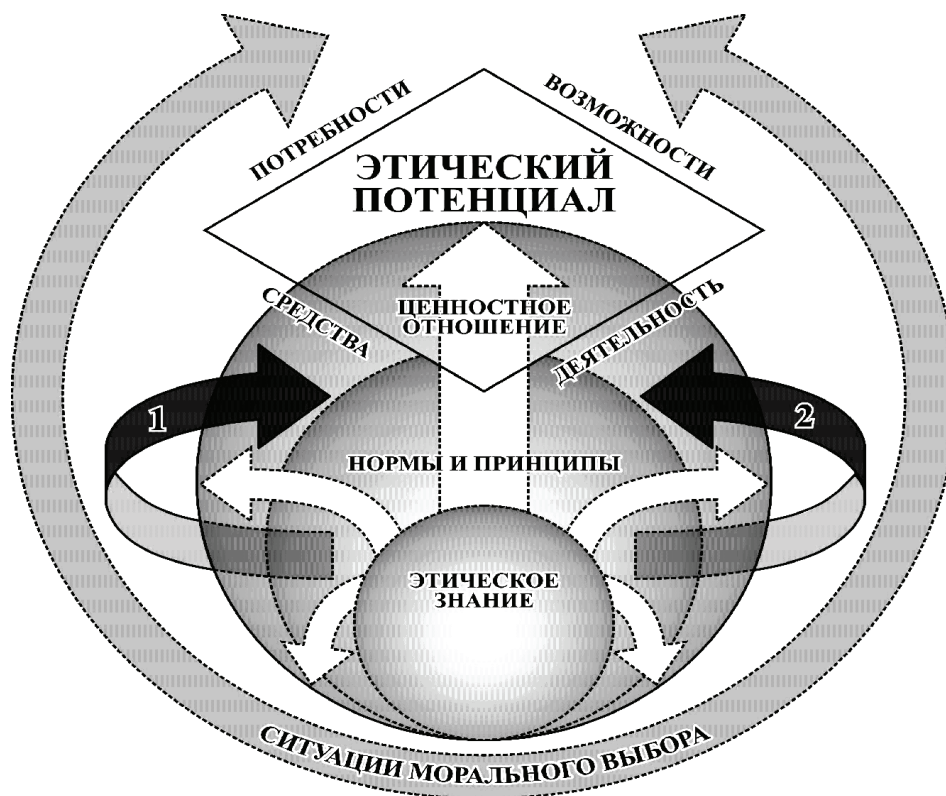 ПОТРЕБНОСТИ
ВОЗМОЖНОСТИ
ЭТИЧЕСКИЙ
ПОТЕНЦИАЛ
СРЕДСТВА
ЦЕННОСТНОЕ
ОТНОШЕНИЕ
ДЕЯТЕЛЬНОСТЬ
1
2
НОРМЫ И ПРИНЦИПЫ
ЭТИЧЕСКОЕ
ЗНАНИЕ
СИТУАЦИИ МОРАЛЬНОГО ВЫБОРА